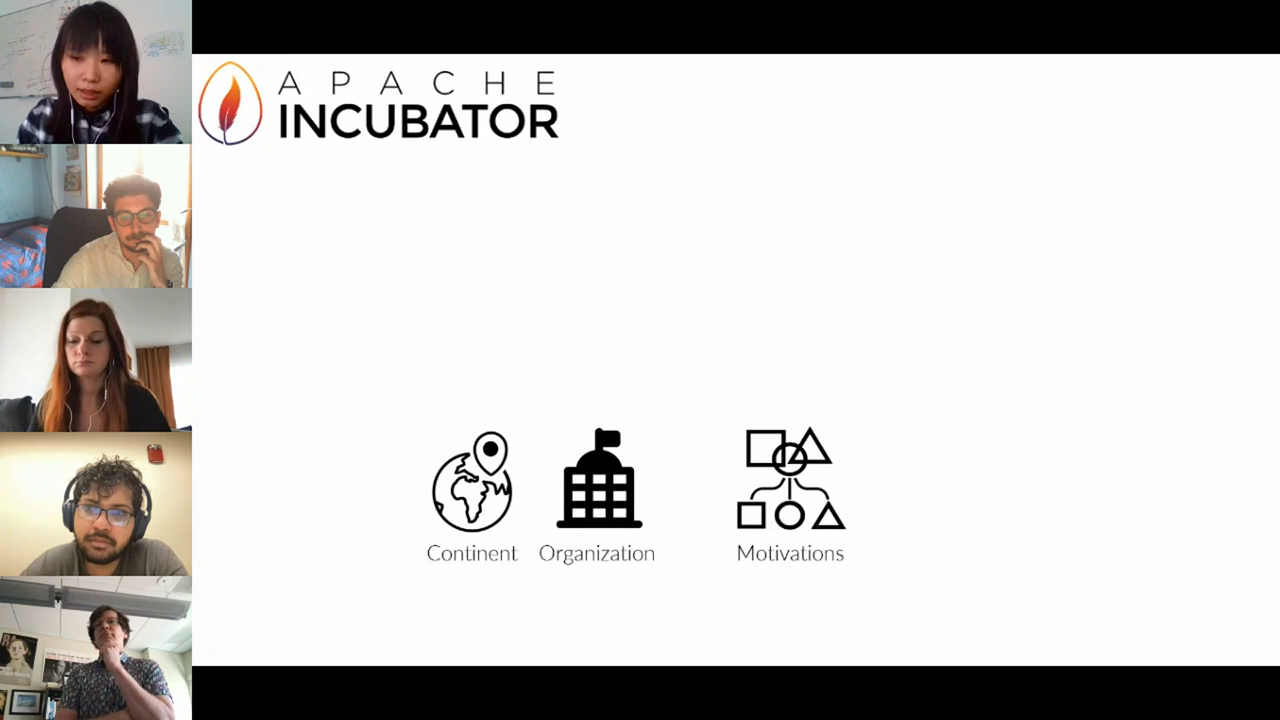 APACHE
INCUBATOR
Continent
Organization
Motivations